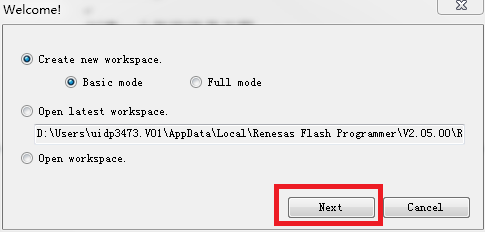 Welcome!
Create new workspace.
Basic mode Full mode
Open latest workspace.
D:\Users\uidp3473.V01\AppData\Local\Renesas Flash Programmer\V2.05.00\R
Open workspace.
Next Cancel